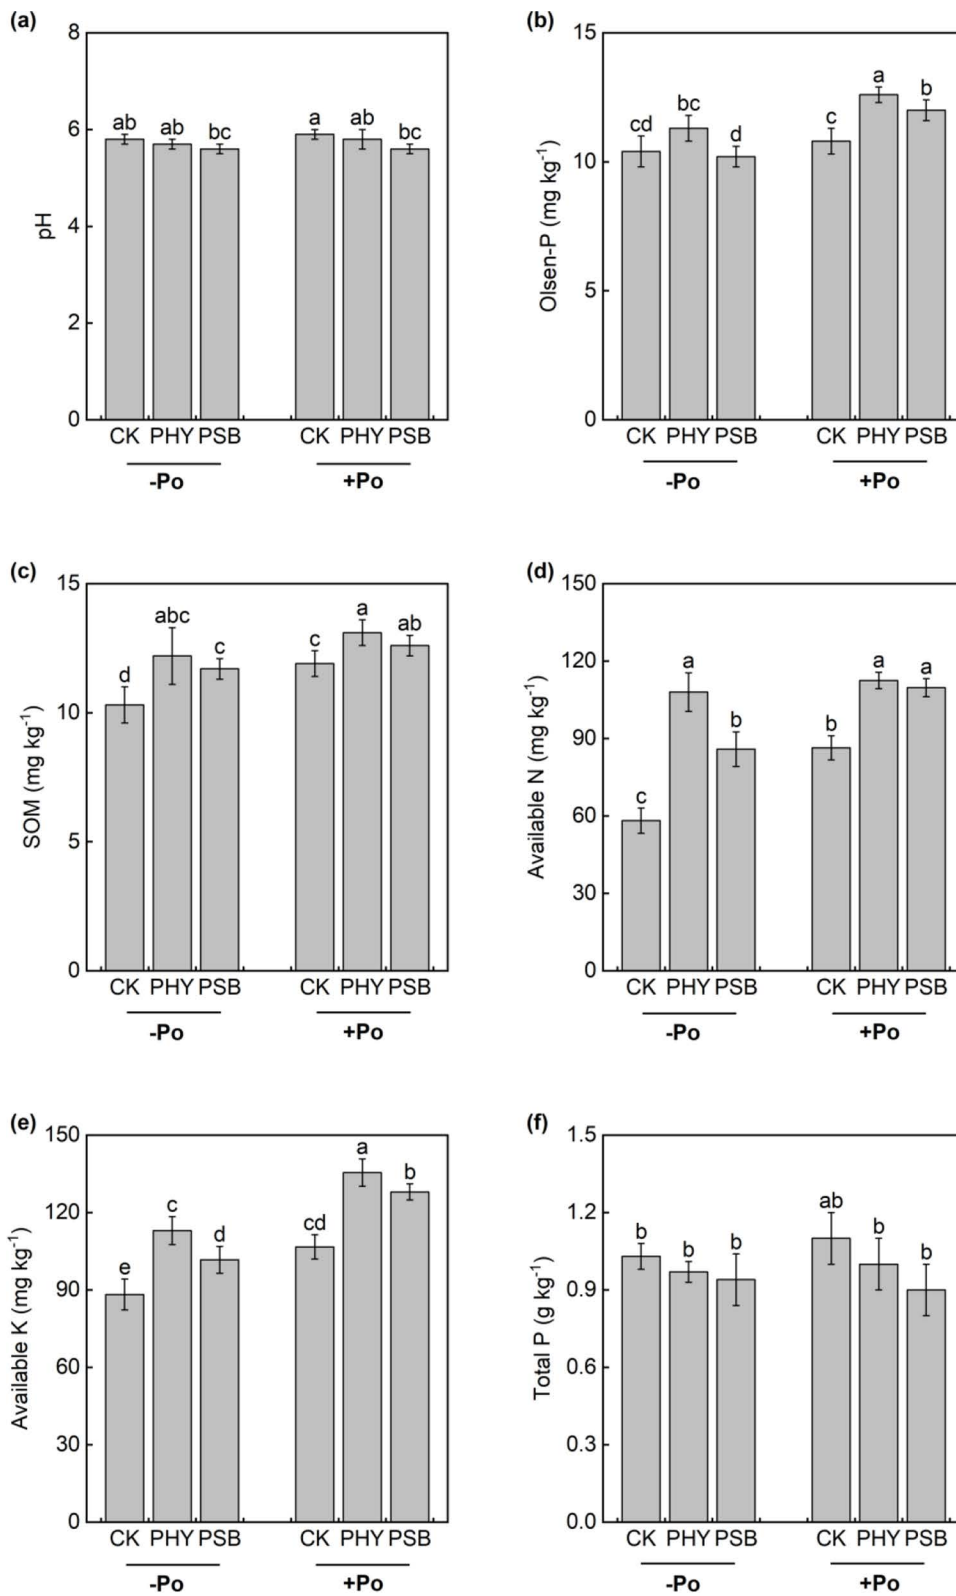 (a)
8
6
4
2
0
pH
ab ab bc a ab bc
CK PHY PSB CK PHY PSB
-Po +Po
(b)
15
10
5
0
Olsen-P (mg kg⁻¹)
cd bc d c a b
CK PHY PSB CK PHY PSB
-Po +Po
(c)
15
10
5
0
SOM (mg kg⁻¹)
d abc c c a ab
CK PHY PSB CK PHY PSB
-Po +Po
(d)
150
120
90
60
30
0
Available N (mg kg⁻¹)
c a b b a a
CK PHY PSB CK PHY PSB
-Po +Po
(e)
150
120
90
60
30
0
Available K (mg kg⁻¹)
e c d cd a b
CK PHY PSB CK PHY PSB
-Po +Po
(f)
1.5
1.2
0.9
0.6
0.3
0.0
Total P (g kg⁻¹)
b b b ab b b
CK PHY PSB CK PHY PSB
-Po +Po